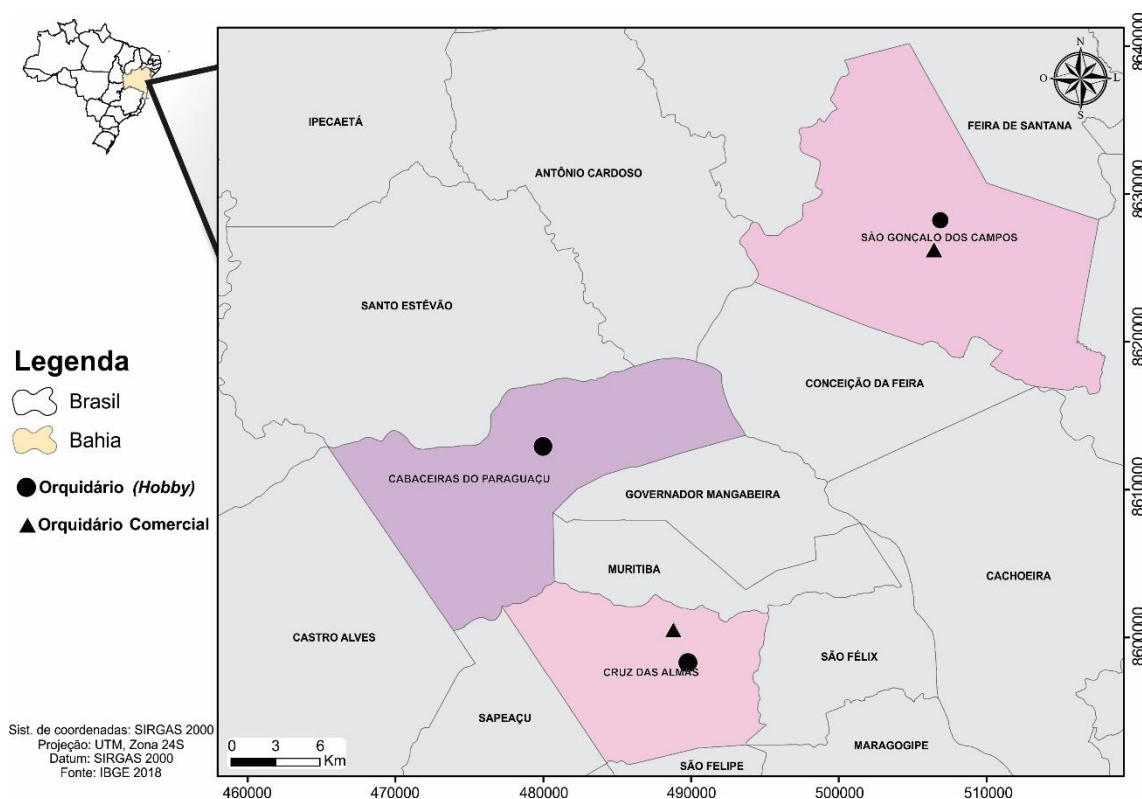 N
O
L
S
IPECAETÁ
FEIRA DE SANTANA
ANTÔNIO CARDOSO
SÃO GONÇALO DOS CAMPOS
SANTO ESTÊVÃO
CONCEIÇÃO DA FEIRA
CABACEIRAS DO PARAGUAÇU
GOVERNADOR MANGABEIRA
MURITIBA
CACHOEIRA
CASTRO ALVES
CRUZ DAS ALMAS
SÃO FÉLIX
SAPEAÇU
MARAGOGIPE
SÃO FELIPE
0 3 6
Km
8640000
8630000
8620000
8610000
8600000
460000 470000 480000 490000 500000 510000
Legenda
Brasil
Bahia
Orquidário (Hobby)
Orquidário Comercial
Sist. de coordenadas: SIRGAS 2000
Projeção: UTM, Zona 24S
Datum: SIRGAS 2000
Fonte: IBGE 2018